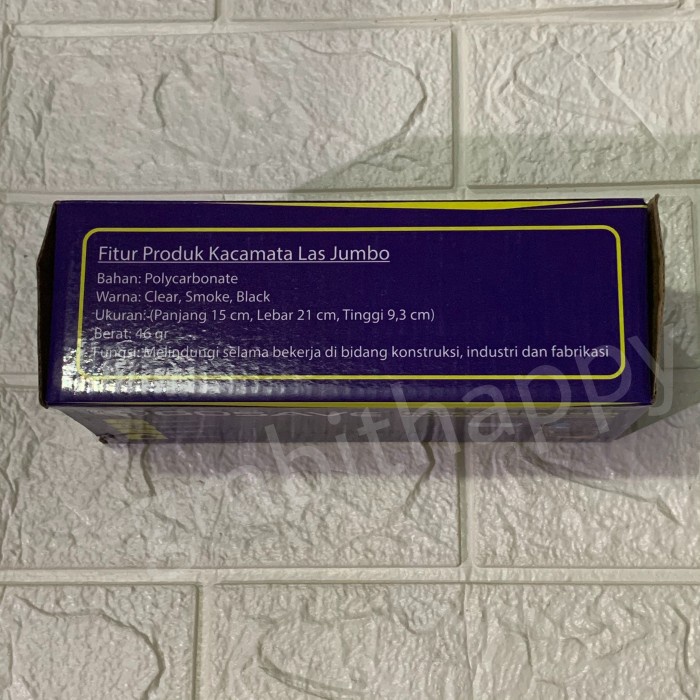 Fitur Produk Kacamata Las Jumbo
Bahan: Polycarbonate
Warna: Clear, Smoke, Black
Ukuran:-(Panjang 15 cm, Lebar 21 cm, Tinggi 9,3 cm)
Berat: 46 gr
Fungsi: Melindungi selama bekerja di bidang konstruksi, industri dan fabrikasi